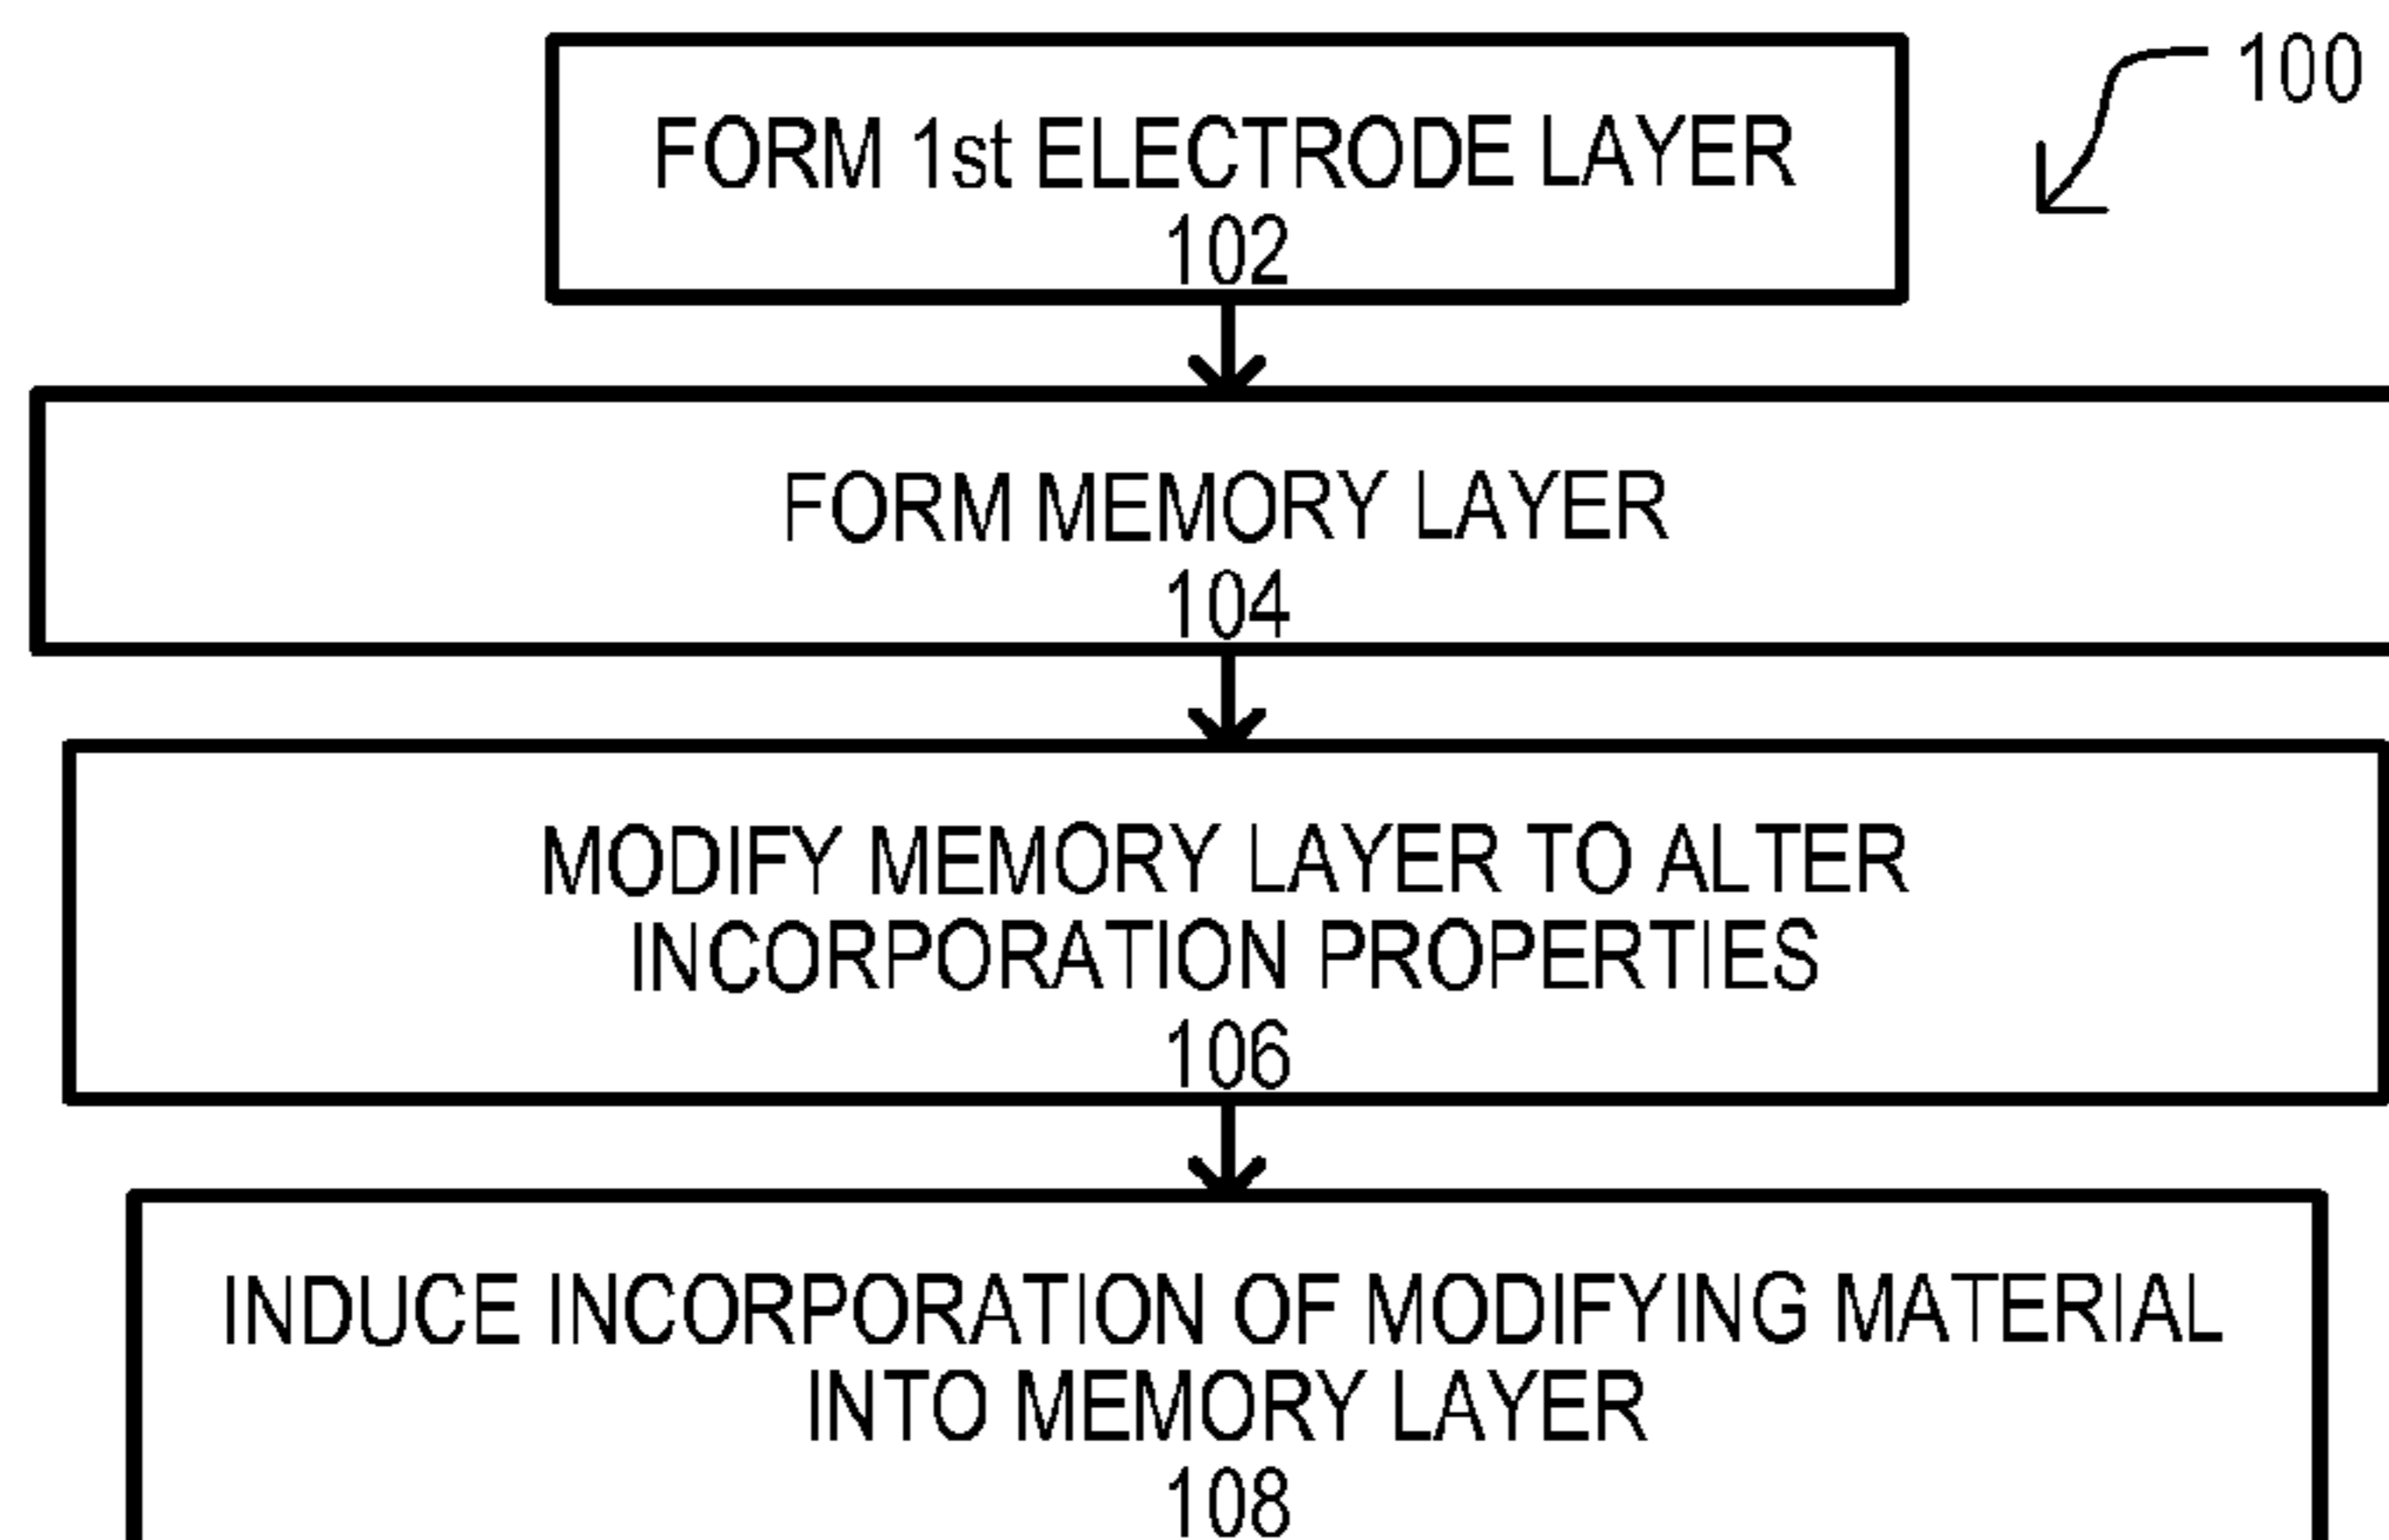 100
FORM 1st ELECTRODE LAYER
102
FORM MEMORY LAYER
104
MODIFY MEMORY LAYER TO ALTER
INCORPORATION PROPERTIES
106
INDUCE INCORPORATION OF MODIFYING MATERIAL
INTO MEMORY LAYER
108